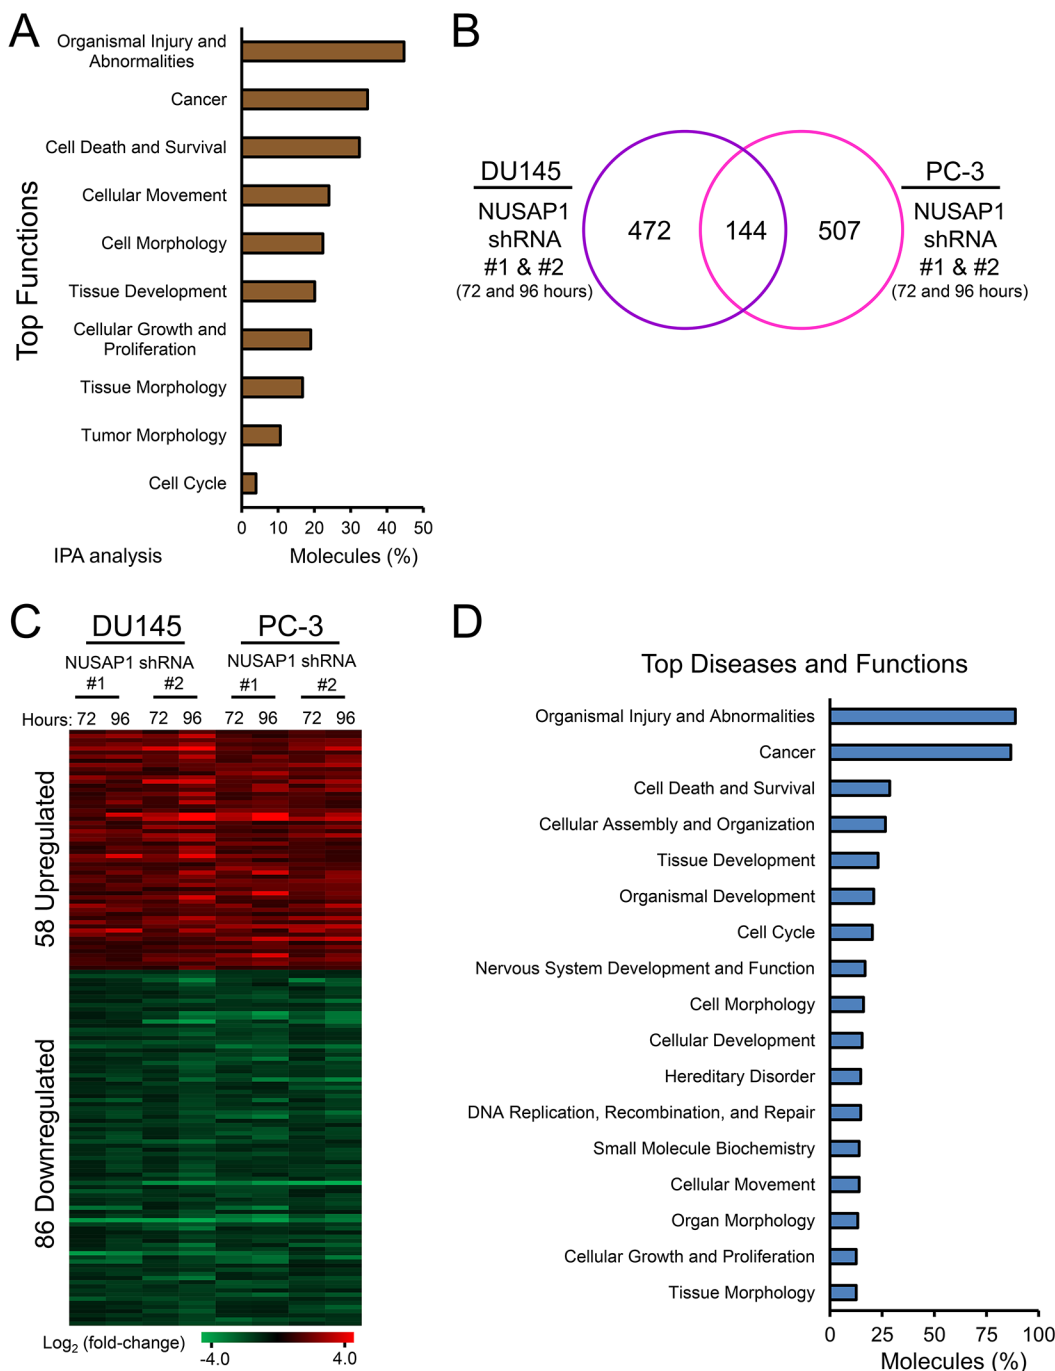 A
Top Functions
Organismal Injury and
Abnormalities
Cancer
Cell Death and Survival
Cellular Movement
Cell Morphology
Tissue Development
Cellular Growth and
Proliferation
Tissue Morphology
Tumor Morphology
Cell Cycle
0 10 20 30 40 50
IPA analysis
Molecules (%)
B
DU145
NUSAP1
shRNA
#1 & #2
(72 and 96 hours)
472 144 507
PC-3
NUSAP1
shRNA
#1 & #2
(72 and 96 hours)
C
DU145 PC-3
NUSAP1 shRNA NUSAP1 shRNA
#1 #2 #1 #2
Hours: 72 96 72 96 72 96 72 96
58 Upregulated
86 Downregulated
Log2 (fold-change)
-4.0 4.0
D
Top Diseases and Functions
Organismal Injury and Abnormalities
Cancer
Cell Death and Survival
Cellular Assembly and Organization
Tissue Development
Organismal Development
Cell Cycle
Nervous System Development and Function
Cell Morphology
Cellular Development
Hereditary Disorder
DNA Replication, Recombination, and Repair
Small Molecule Biochemistry
Cellular Movement
Organ Morphology
Cellular Growth and Proliferation
Tissue Morphology
0 25 50 75 100
Molecules (%)